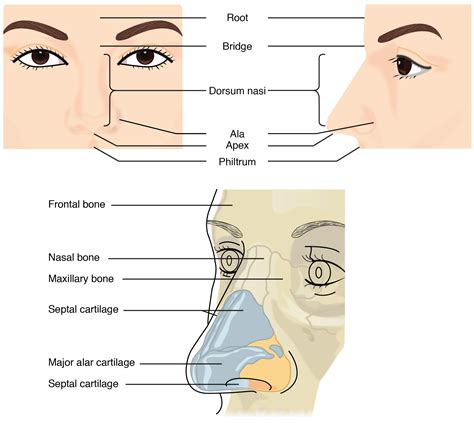 Root
Bridge
Dorsum nasi
Ala
Apex
Philtrum
Frontal bone
Nasal bone
Maxillary bone
Septal cartilage
Major alar cartilage
Septal cartilage